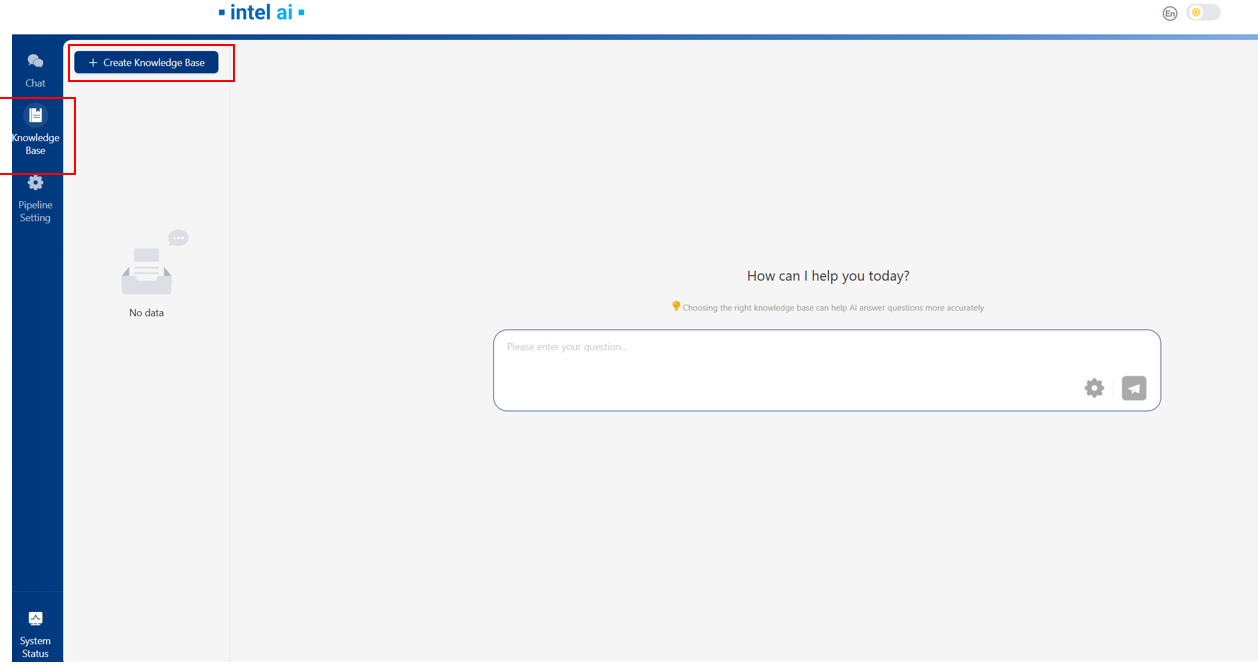 intel ai
En
Chat
Create Knowledge Base
Knowledge
Base
Pipeline
Setting
No data
How can I help you today?
Choosing the right knowledge base can help AI answer questions more accurately
Please enter your question...
System
Status